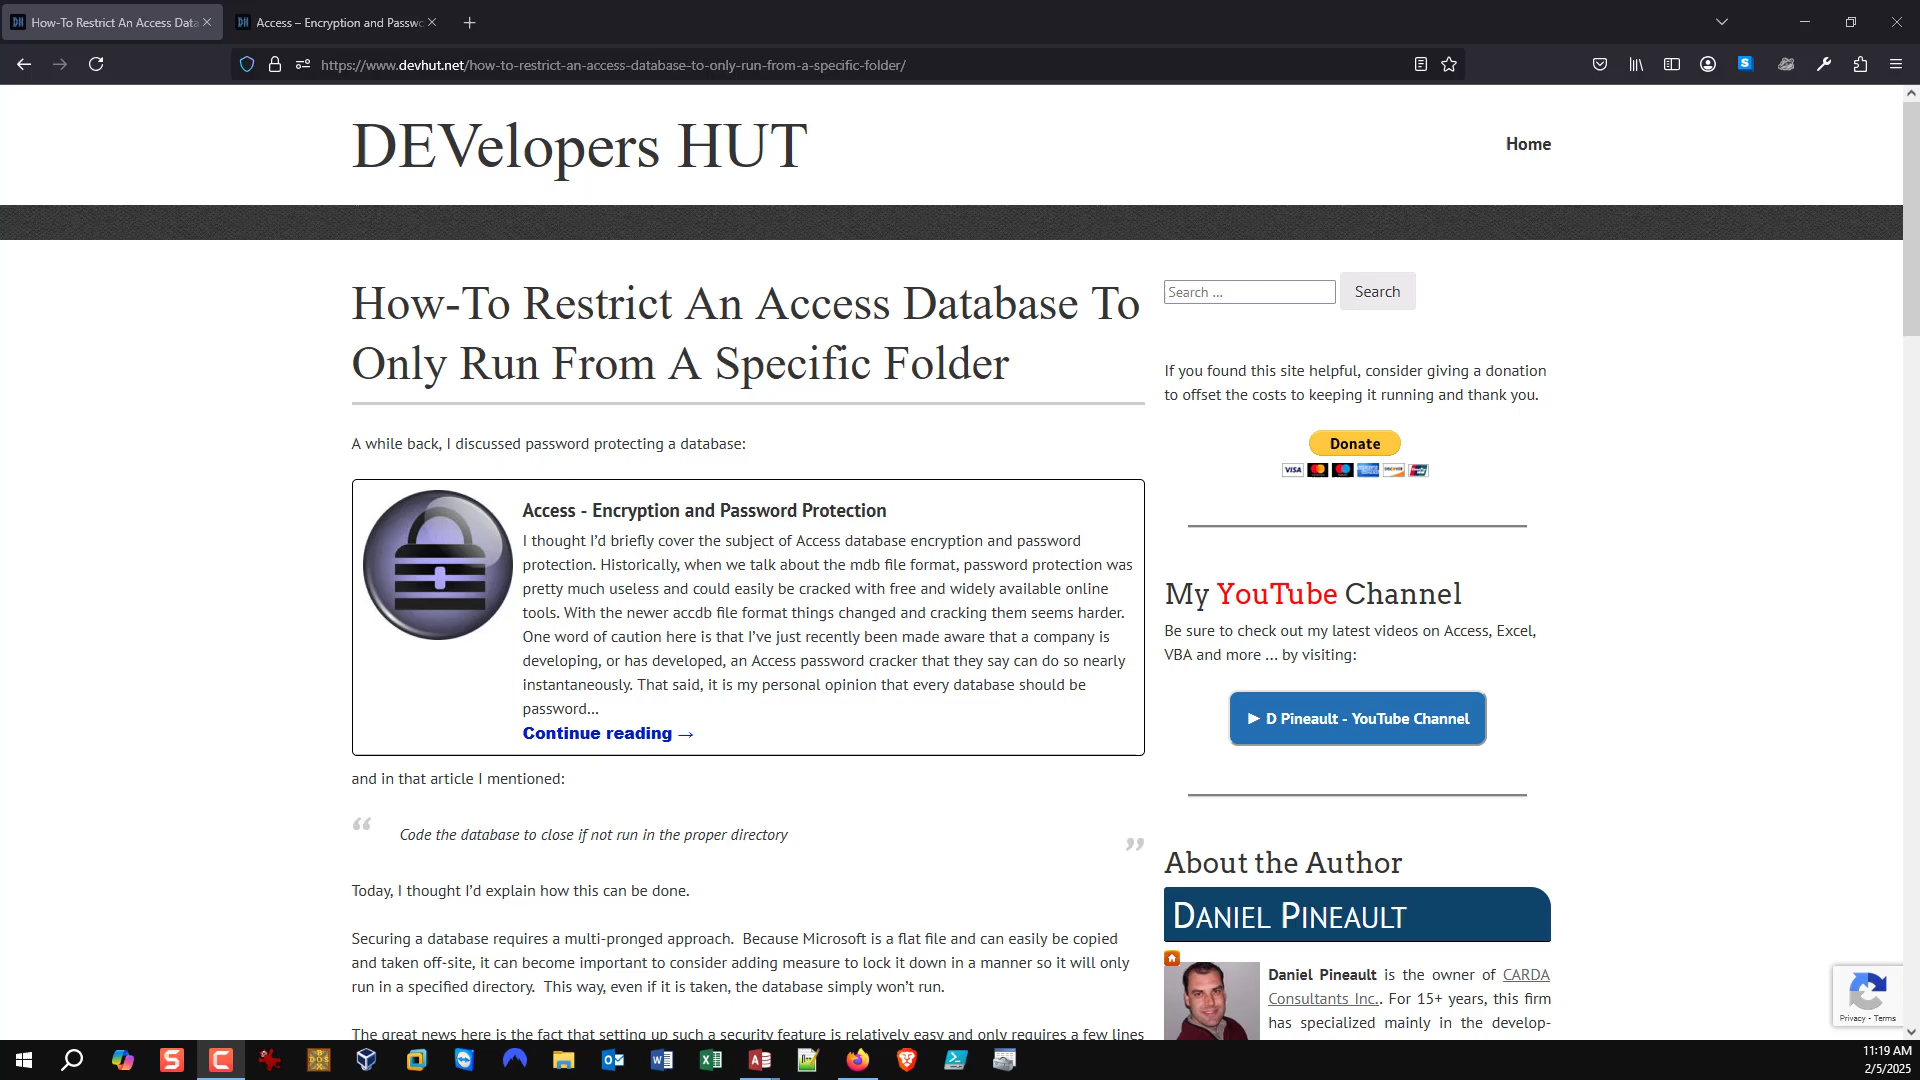 How-To Restrict An Access Data
Access – Encryption and Passwo
https://www.devhut.net/how-to-restrict-an-access-database-to-only-run-from-a-specific-folder/
DEVelopers HUT
Home
How-To Restrict An Access Database To
Only Run From A Specific Folder
A while back, I discussed password protecting a database:
Access - Encryption and Password Protection
I thought I’d briefly cover the subject of Access database encryption and password
protection. Historically, when we talk about the mdb file format, password protection was
pretty much useless and could easily be cracked with free and widely available online
tools. With the newer accdb file format things changed and cracking them seems harder.
One word of caution here is that I’ve just recently been made aware that a company is
developing, or has developed, an Access password cracker that they say can do so nearly
instantaneously. That said, it is my personal opinion that every database should be
password…
Continue reading →
and in that article I mentioned:
“ Code the database to close if not run in the proper directory ”
Today, I thought I’d explain how this can be done.
Securing a database requires a multi-pronged approach.  Because Microsoft is a flat file and can easily be copied
and taken off-site, it can become important to consider adding measure to lock it down in a manner so it will only
run in a specified directory.  This way, even if it is taken, the database simply won’t run.
The great news here is the fact that setting up such a security feature is relatively easy and only requires a few lines
Search …
Search
If you found this site helpful, consider giving a donation
to offset the costs to keeping it running and thank you.
Donate
VISA
My YouTube Channel
Be sure to check out my latest videos on Access, Excel,
VBA and more … by visiting:
► D Pineault - YouTube Channel
About the Author
Daniel Pineault
Daniel Pineault is the owner of CARDA
Consultants Inc.. For 15+ years, this firm
has specialized mainly in the develop-
Privacy - Terms
11:19 AM
2/5/2025